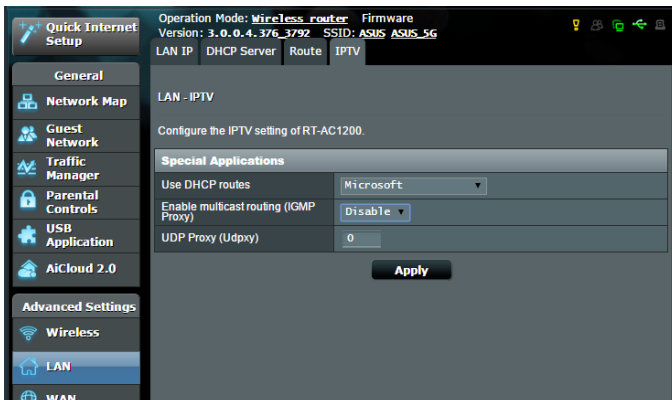 Quick Internet
Setup
Operation Mode: Wireless router Firmware
Version: 3.0.0.4.376_3792 SSID: ASUS ASUS_5G
LAN IP DHCP Server Route IPTV
General
Network Map
Guest
Network
Traffic
Manager
Parental
Controls
USB
Application
AiCloud 2.0
Advanced Settings
Wireless
LAN
WAN
LAN - IPTV
Configure the IPTV setting of RT-AC1200.
Special Applications
Use DHCP routes Microsoft
Enable multicast routing (IGMP
Proxy) Disable
UDP Proxy (Udpxy) 0
Apply